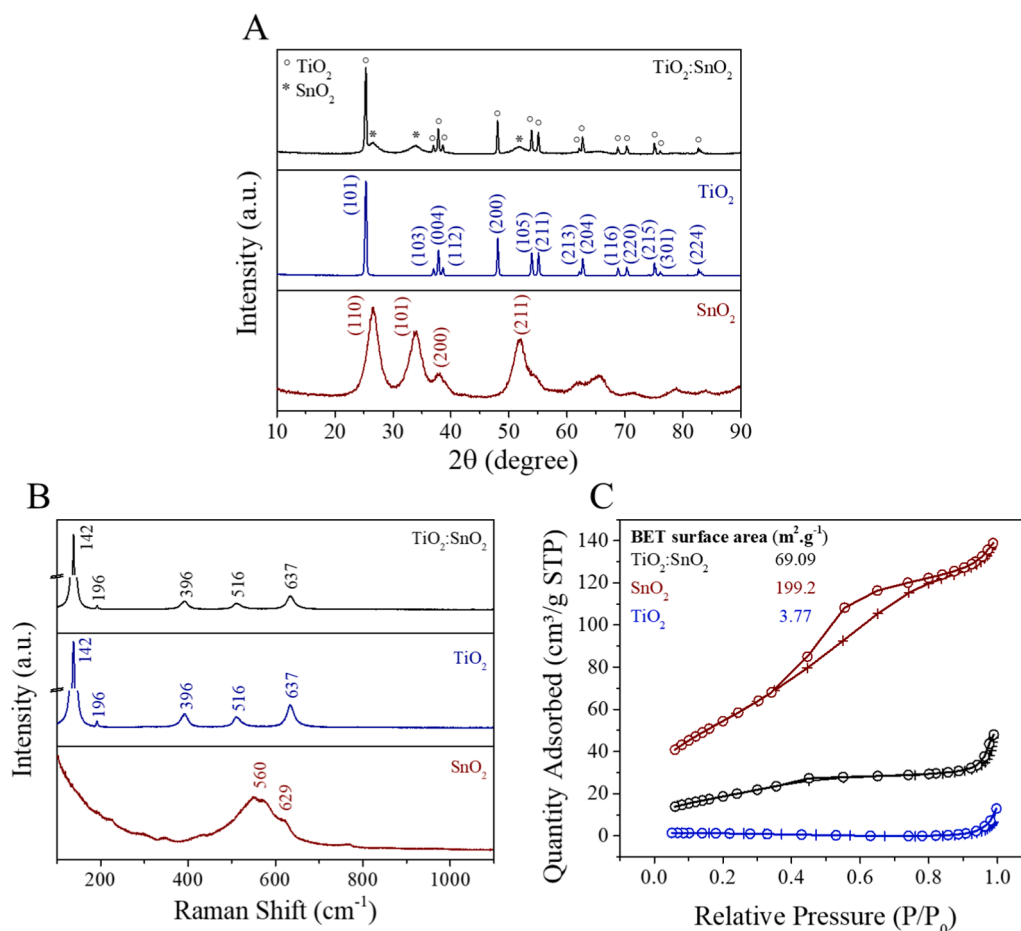 A
○ TiO₂
* SnO₂
TiO₂:SnO₂
○ * ○ * ○ ○ ○ ○ ○ * ○ ○ ○ ○ ○ ○ ○ ○
TiO₂
(101) (103) (004) (112) (200) (105) (211) (213) (204) (116) (220) (215) (301) (224)
SnO₂
(110) (101) (200) (211)
Intensity (a.u.)
10 20 30 40 50 60 70 80 90
2θ (degree)
B
TiO₂:SnO₂
142 196 396 516 637
TiO₂
142 196 396 516 637
SnO₂
560 629
Intensity (a.u.)
200 400 600 800 1000
Raman Shift (cm⁻¹)
C
BET surface area (m².g⁻¹)
TiO₂:SnO₂ 69.09
SnO₂ 199.2
TiO₂ 3.77
Quantity Adsorbed (cm³/g STP)
140
120
100
80
60
40
20
0
0.0 0.2 0.4 0.6 0.8 1.0
Relative Pressure (P/P₀)